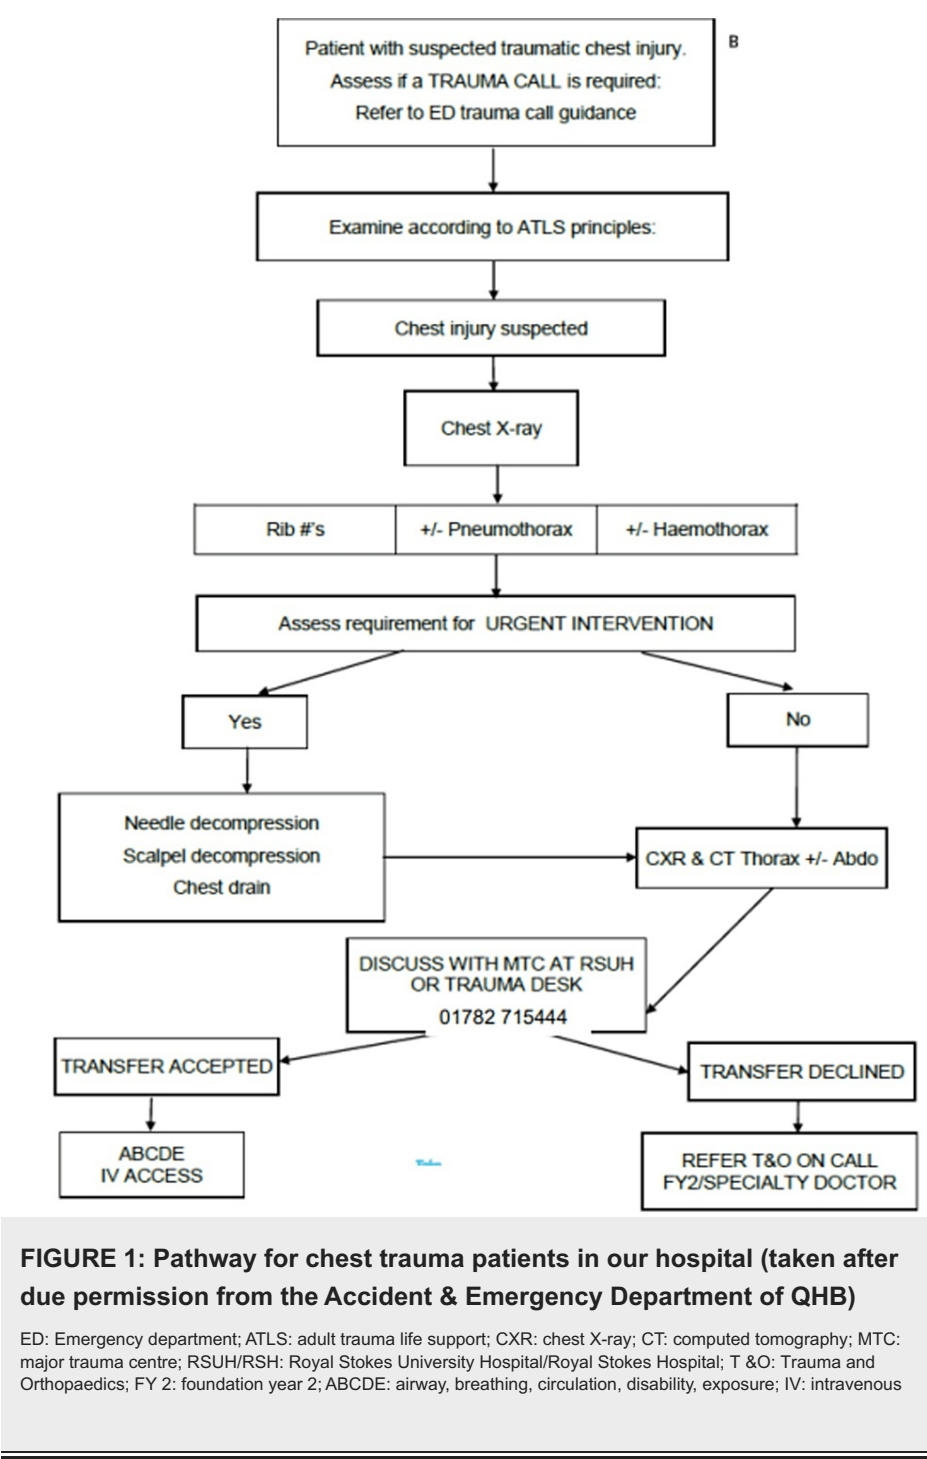 Patient with suspected traumatic chest injury.
Assess if a TRAUMA CALL is required:
Refer to ED trauma call guidance
B
Examine according to ATLS principles:
Chest injury suspected
Chest X-ray
Rib #'s
+/- Pneumothorax
+/- Haemothorax
Assess requirement for URGENT INTERVENTION
Yes
No
Needle decompression
Scalpel decompression
Chest drain
CXR & CT Thorax +/- Abdo
DISCUSS WITH MTC AT RSUH
OR TRAUMA DESK
01782 715444
TRANSFER ACCEPTED
TRANSFER DECLINED
ABCDE
IV ACCESS
REFER T&O ON CALL
FY2/SPECIALTY DOCTOR
FIGURE 1: Pathway for chest trauma patients in our hospital (taken after
due permission from the Accident & Emergency Department of QHB)
ED: Emergency department; ATLS: adult trauma life support; CXR: chest X-ray; CT: computed tomography; MTC:
major trauma centre; RSUH/RSH: Royal Stokes University Hospital/Royal Stokes Hospital; T &O: Trauma and
Orthopaedics; FY 2: foundation year 2; ABCDE: airway, breathing, circulation, disability, exposure; IV: intravenous